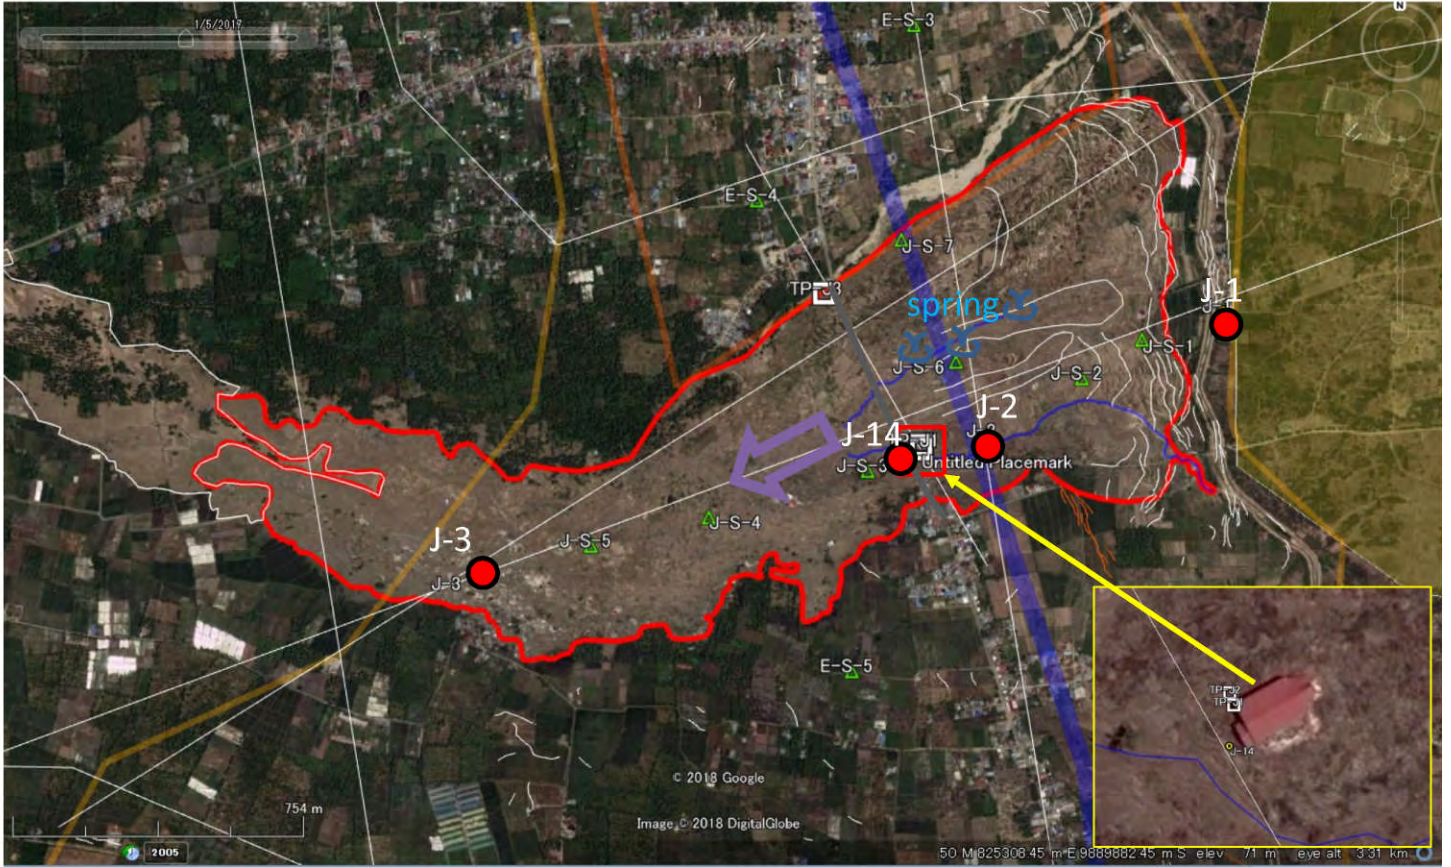 1/5/2017
N
E-S-3
E-S-4
J-S-7
TP-J3
spring
J-1
J-S-1
J-S-6
J-S-2
J-2
J-14
J-S-3
Untitled Placemark
J-S-4
J-3
J-S-5
J-3
E-S-5
TP-J2
J-14
© 2018 Google
754 m
Image © 2018 DigitalGlobe
2005
50 M 825308.45 m E 9889882.45 m S elev 71 m eye alt 3.31 km